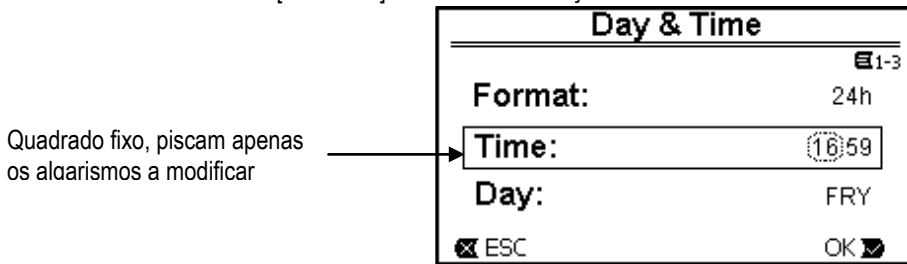 Day & Time
1-3
Format: 24h
Quadrado fixo, piscam apenas
os algarismos a modificar
Time: 16:59
Day: FRY
ESC OK